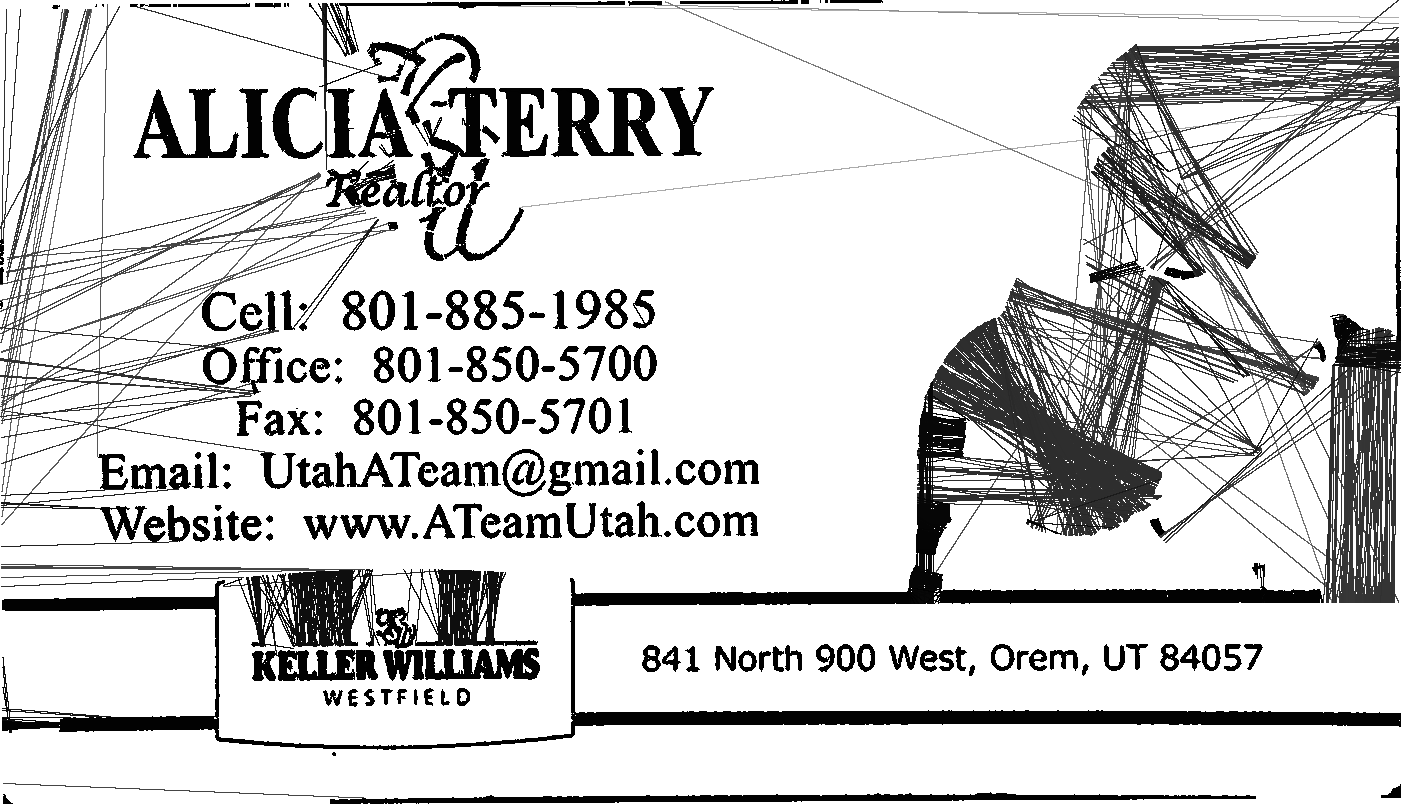 ALICIA TERRY
Realtor
Cell: 801-885-1985
Office: 801-850-5700
Fax: 801-850-5701
Email: UtahATeam@gmail.com
Website: www.ATeamUtah.com
KELLER WILLIAMS
WESTFIELD
841 North 900 West, Orem, UT 84057